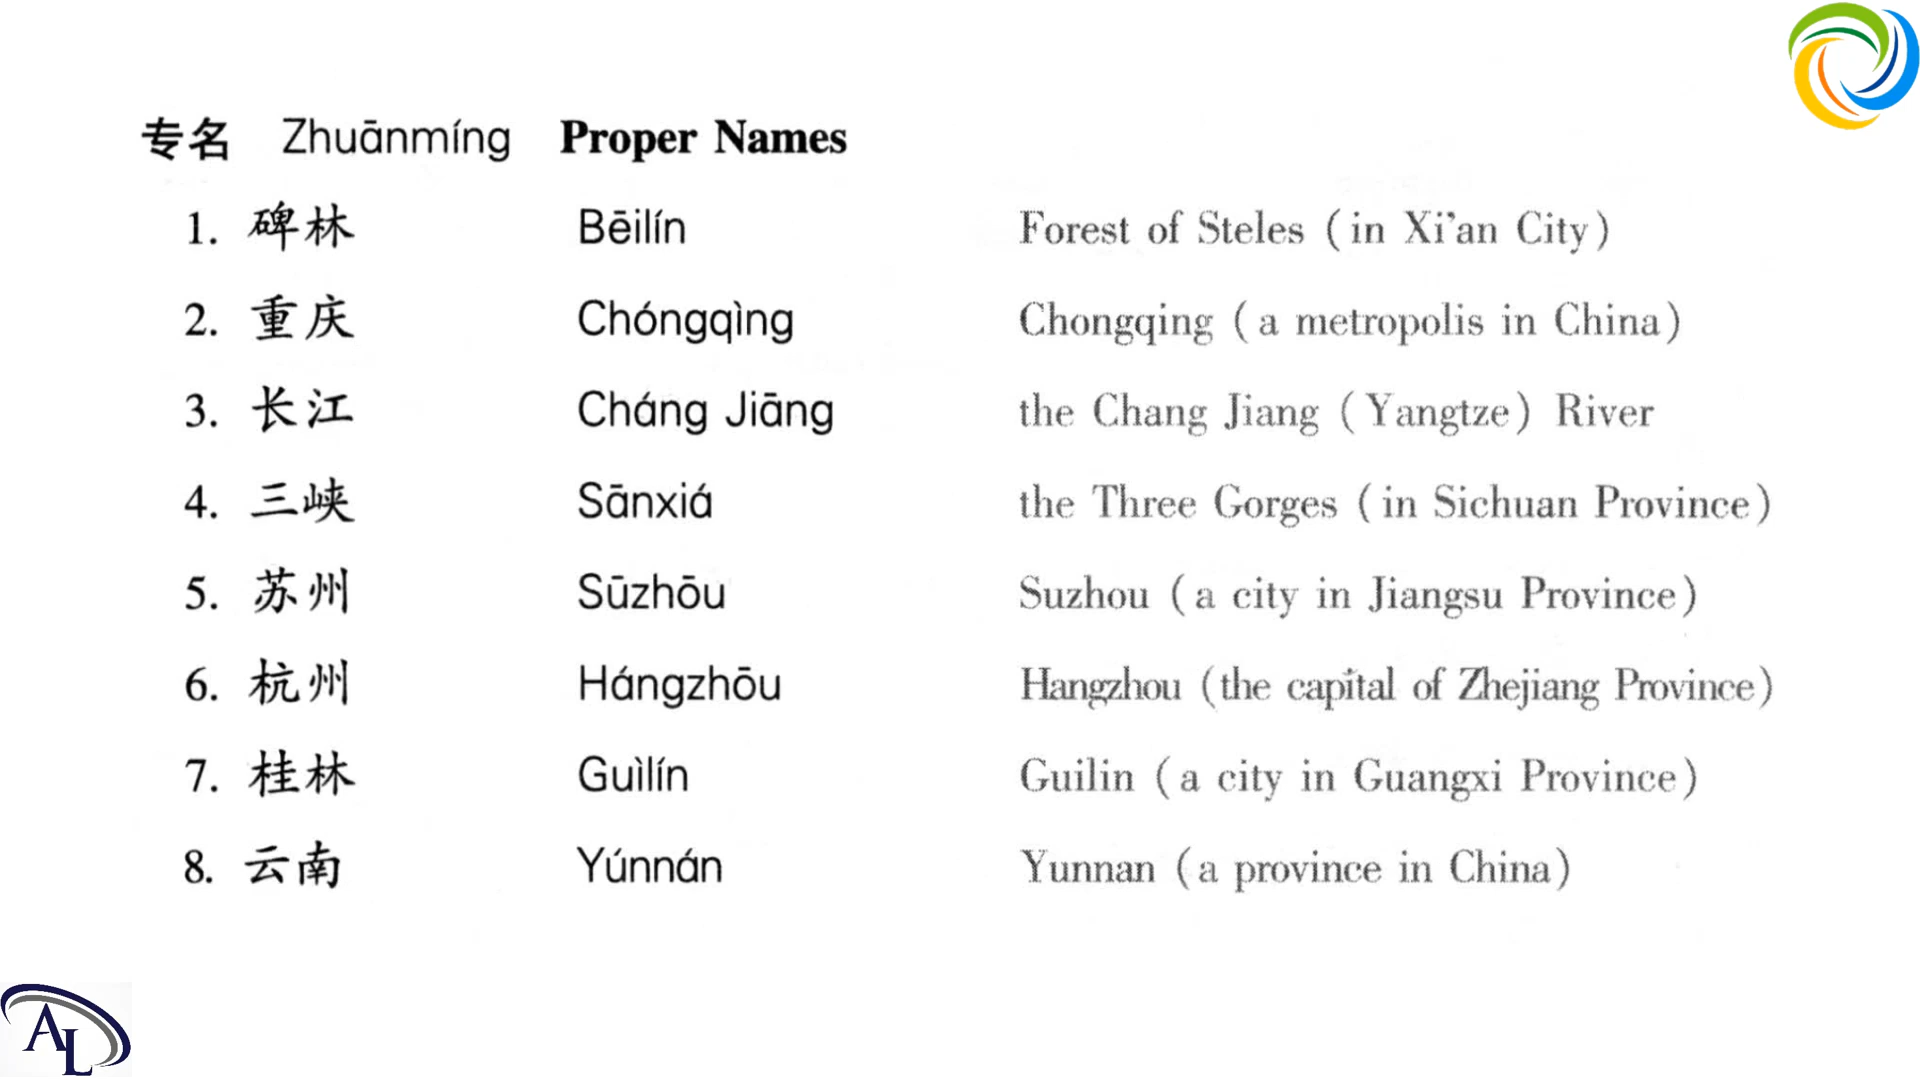 专名 Zhuānmíng Proper Names
1. 碑林 Bēilín Forest of Steles (in Xi'an City)
2. 重庆 Chóngqìng Chongqing (a metropolis in China)
3. 长江 Cháng Jiāng the Chang Jiang (Yangtze) River
4. 三峡 Sānxiá the Three Gorges (in Sichuan Province)
5. 苏州 Sūzhōu Suzhou (a city in Jiangsu Province)
6. 杭州 Hángzhōu Hangzhou (the capital of Zhejiang Province)
7. 桂林 Guìlín Guilin (a city in Guangxi Province)
8. 云南 Yúnnán Yunnan (a province in China)
AL